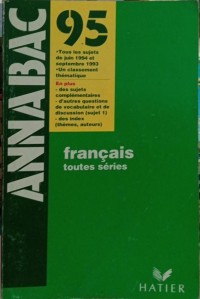 ANNABAC
95
•Tous les sujets
de juin 1994 et
septembre 1993
•Un classement
thématique
En plus
- des sujets
complémentaires
- d'autres questions
de vocabulaire et de
discussion (sujet 1)
- des index
(thèmes, auteurs)
français
toutes séries
HATIER